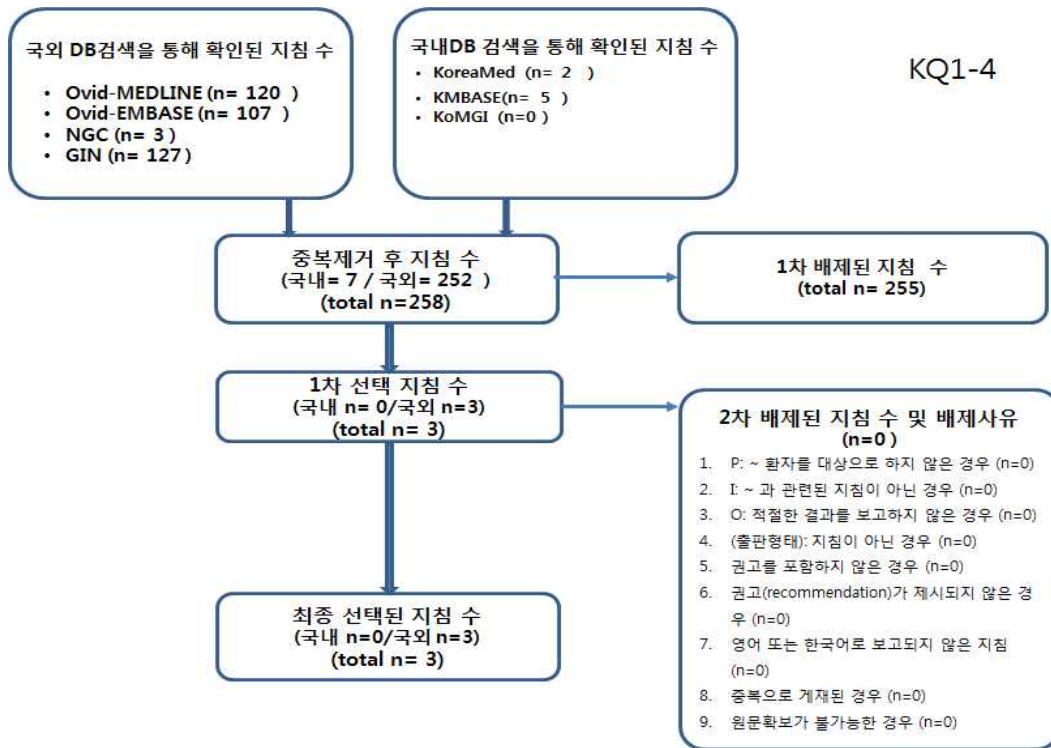 국외 DB검색을 통해 확인된 지침 수
• Ovid-MEDLINE (n= 120 )
• Ovid-EMBASE (n= 107 )
• NGC (n= 3 )
• GIN (n= 127 )
국내DB 검색을 통해 확인된 지침 수
• KoreaMed (n= 2 )
• KMBASE(n= 5 )
• KoMGI (n=0 )
KQ1-4
중복제거 후 지침 수
(국내= 7 / 국외= 252 )
(total n=258)
1차 배제된 지침 수
(total n= 255)
1차 선택 지침 수
(국내 n= 0/국외 n=3)
(total n= 3)
2차 배제된 지침 수 및 배제사유
(n=0 )
1. P: ~ 환자를 대상으로 하지 않은 경우 (n=0)
2. I: ~ 과 관련된 지침이 아닌 경우 (n=0)
3. O: 적절한 결과를 보고하지 않은 경우 (n=0)
4. (출판형태): 지침이 아닌 경우 (n=0)
5. 권고를 포함하지 않은 경우 (n=0)
6. 권고(recommendation)가 제시되지 않은 경
우 (n=0)
7. 영어 또는 한국어로 보고되지 않은 지침
(n=0)
8. 중복으로 게재된 경우 (n=0)
9. 원문확보가 불가능한 경우 (n=0)
최종 선택된 지침 수
(국내 n=0/국외 n=3)
(total n= 3)